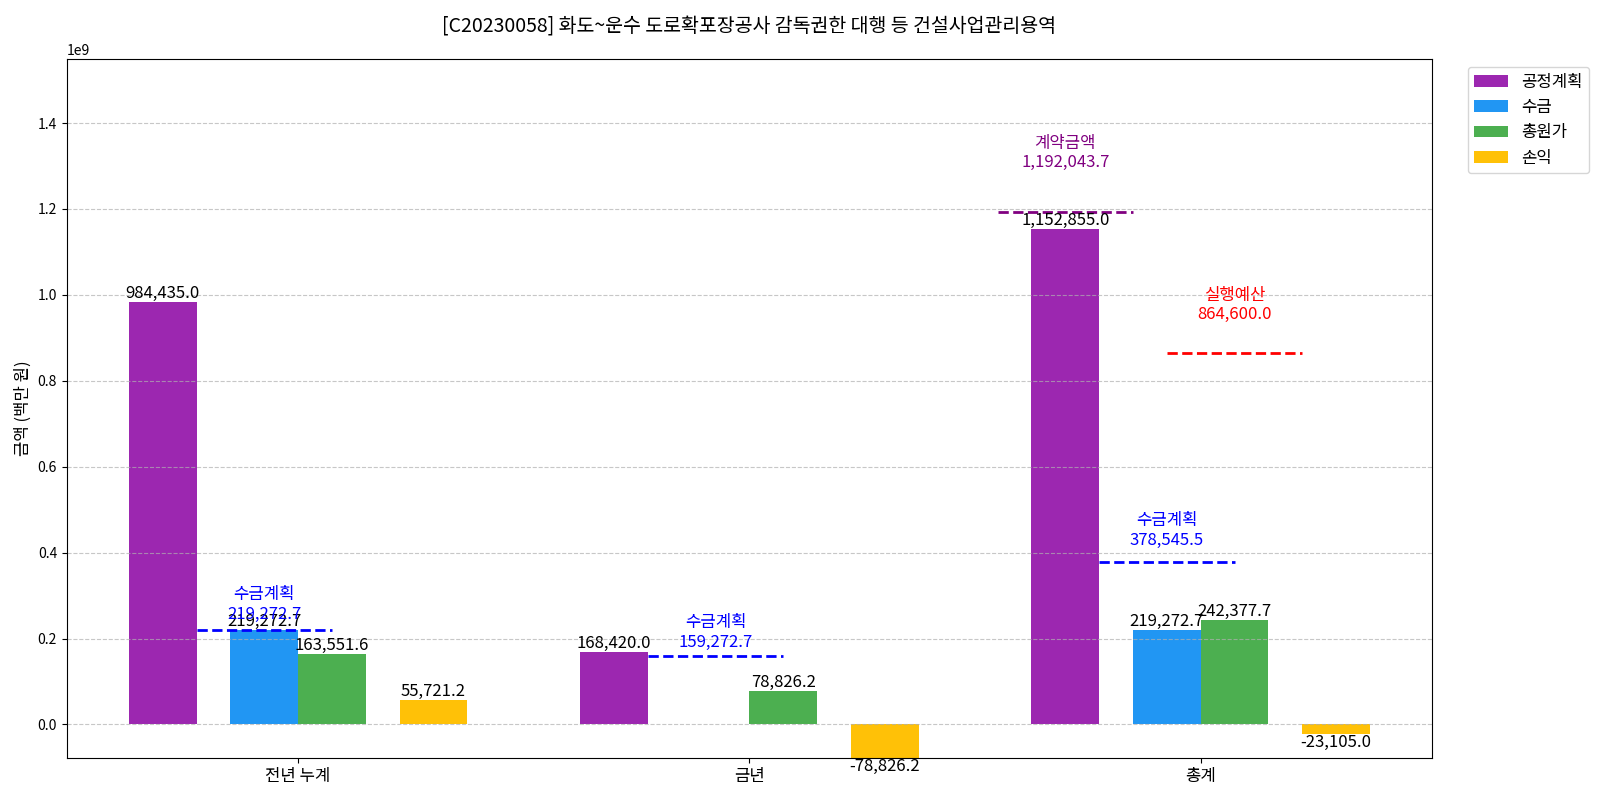 [C20230058] 화도~운수 도로확포장공사 감독권한 대행 등 건설사업관리용역
1e9
공정계획
수금
총원가
손익
금액 (백만 원)
1.4
1.2
1.0
0.8
0.6
0.4
0.2
0.0
984,435.0
수금계획
219,272.7
219,272.7
163,551.6
55,721.2
168,420.0
수금계획
159,272.7
78,826.2
-78,826.2
계약금액
1,192,043.7
1,152,855.0
실행예산
864,600.0
수금계획
378,545.5
219,272.7
242,377.7
-23,105.0
전년 누계
금년
총계